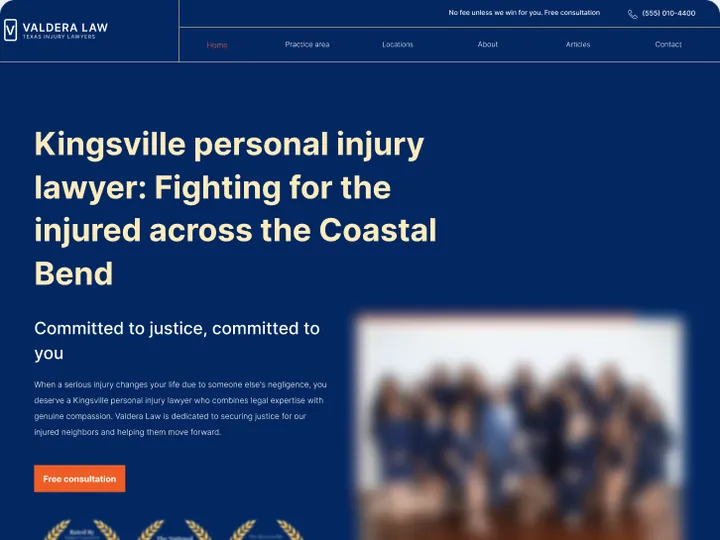 VALDERA LAW
TEXAS INJURY LAWYERS
No fee unless we win for you. Free consultation
(555) 010-4400
Home
Practice area
Locations
About
Articles
Contact
Kingsville personal injury
lawyer: Fighting for the
injured across the Coastal
Bend
Committed to justice, committed to
you
When a serious injury changes your life due to someone else's negligence, you
deserve a Kingsville personal injury lawyer who combines legal expertise with
genuine compassion. Valdera Law is dedicated to securing justice for our
injured neighbors and helping them move forward.
Free consultation
Rated By
The National